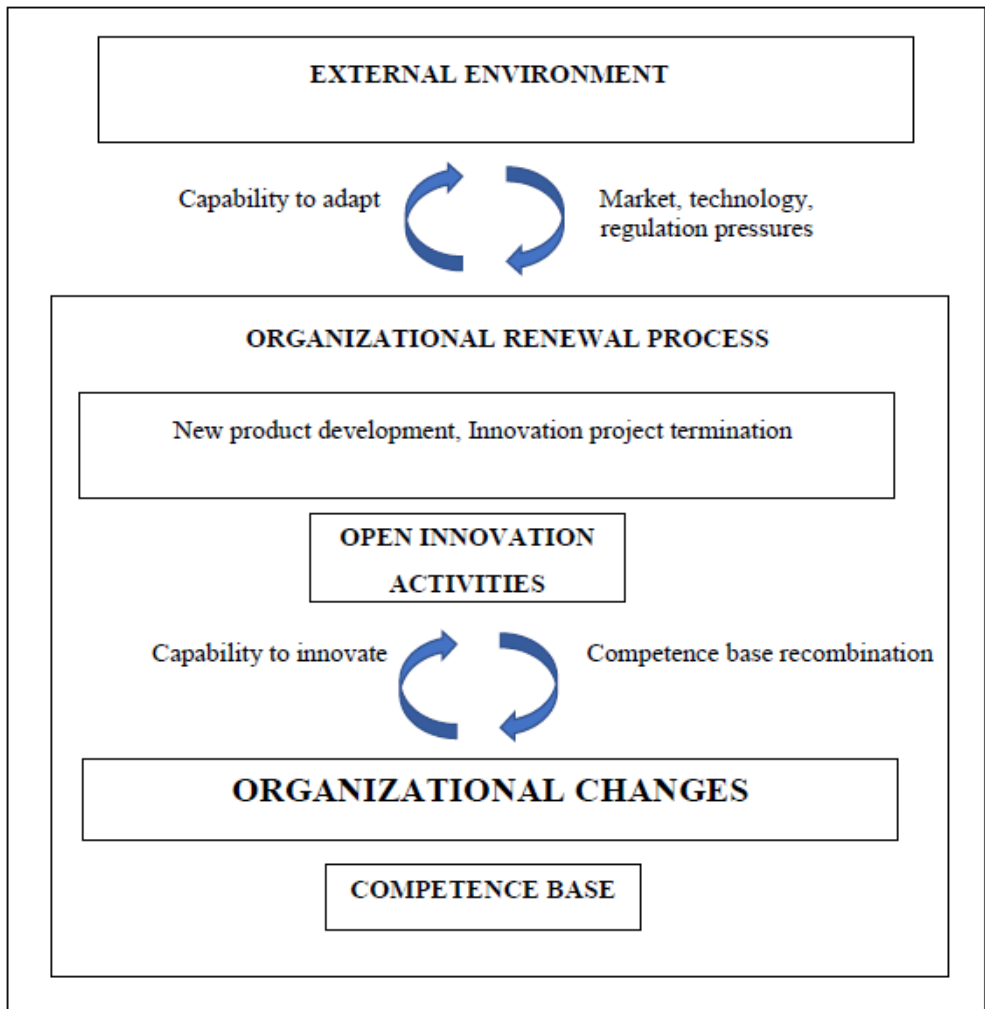 EXTERNAL ENVIRONMENT
Capability to adapt
Market, technology,
regulation pressures
ORGANIZATIONAL RENEWAL PROCESS
New product development, Innovation project termination
OPEN INNOVATION
ACTIVITIES
Capability to innovate
Competence base recombination
ORGANIZATIONAL CHANGES
COMPETENCE BASE